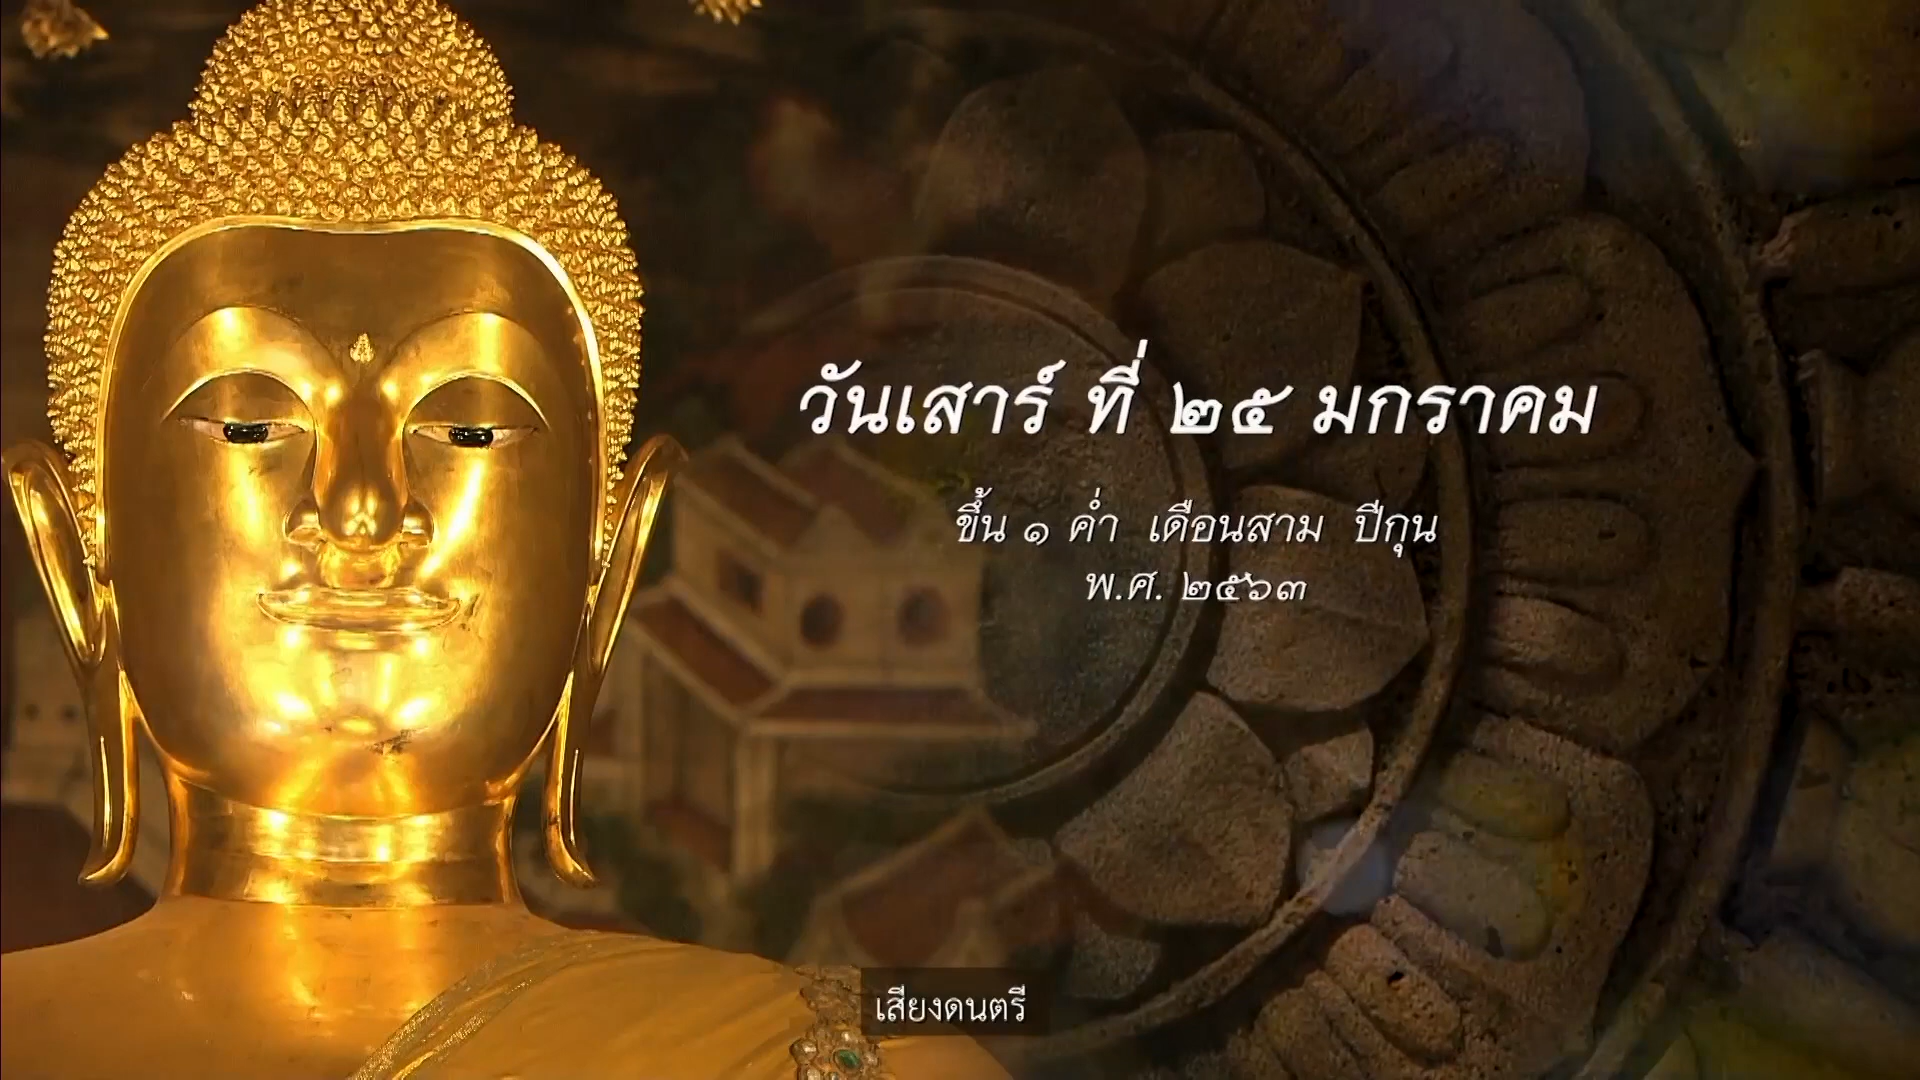 วันเสาร์ ที่ ๒๕ มกราคม
ขึ้น ๑ ค่ำ เดือนสาม ปีกุน
พ.ศ. ๒๕๖๓
เสียงดนตรี